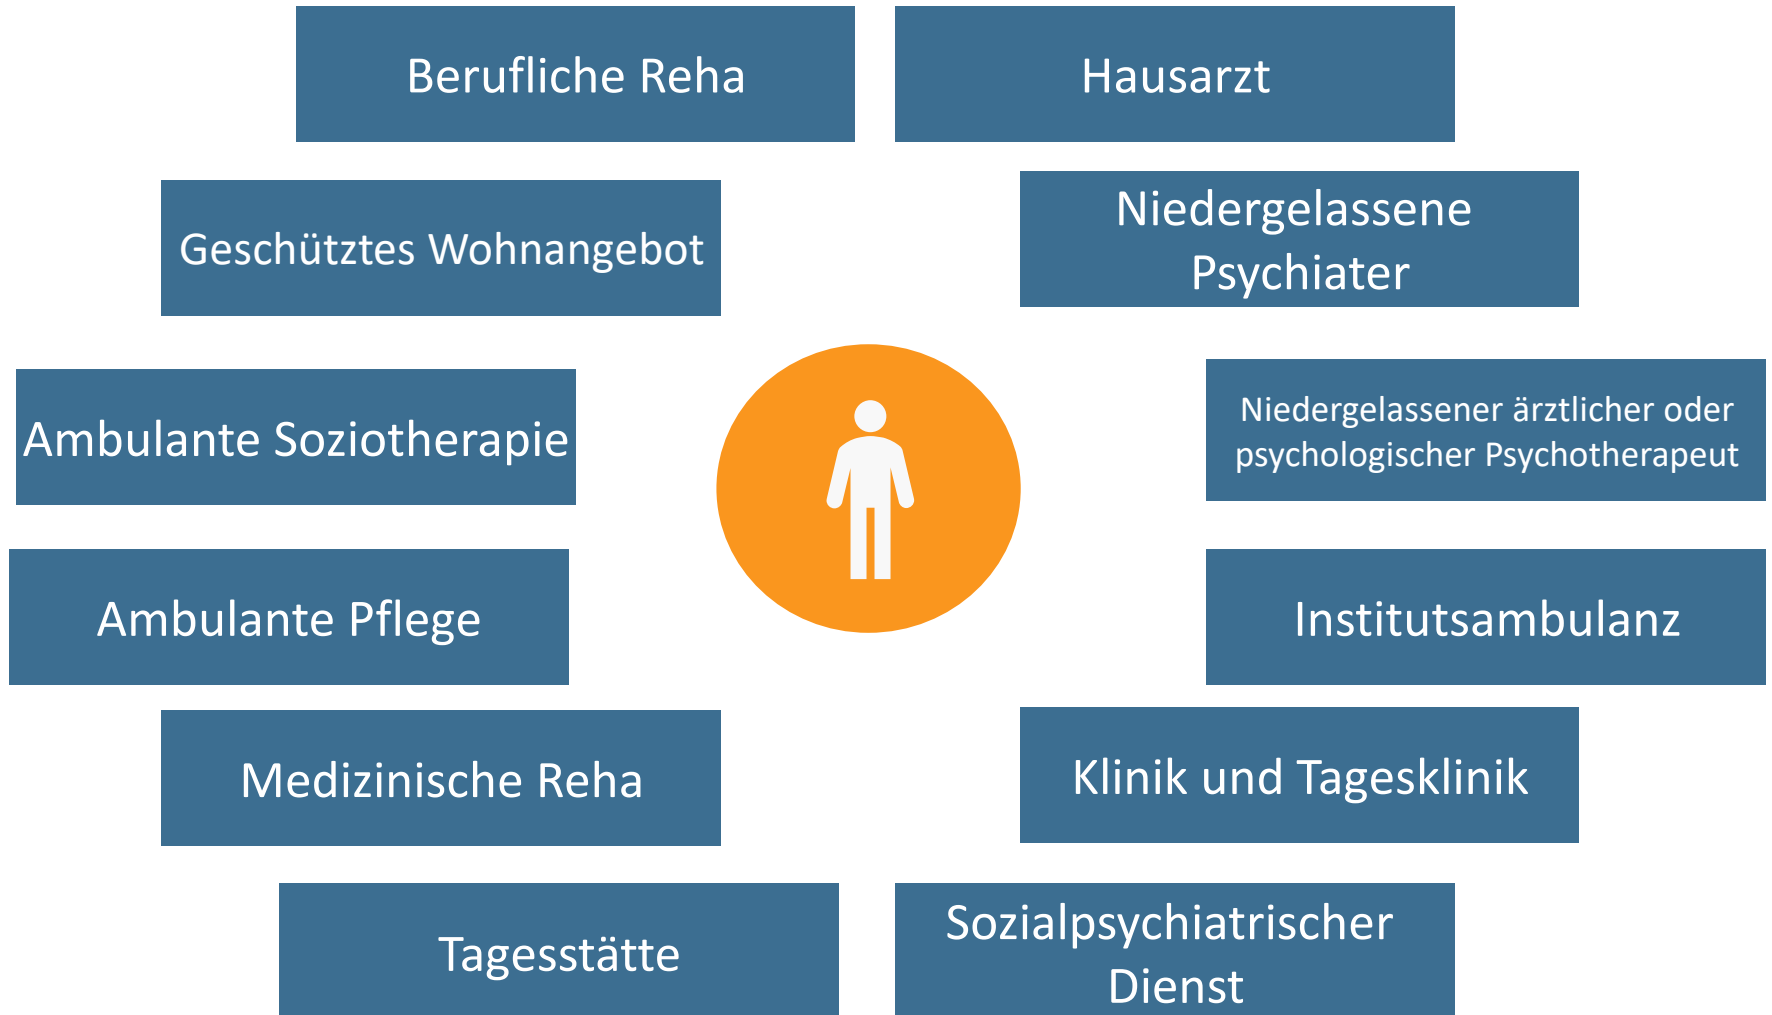 Berufliche Reha
Hausarzt
Geschütztes Wohnangebot
Niedergelassene
Psychiater
Ambulante Soziotherapie
Niedergelassener ärztlicher oder
psychologischer Psychotherapeut
Ambulante Pflege
Institutsambulanz
Medizinische Reha
Klinik und Tagesklinik
Tagesstätte
Sozialpsychiatrischer
Dienst